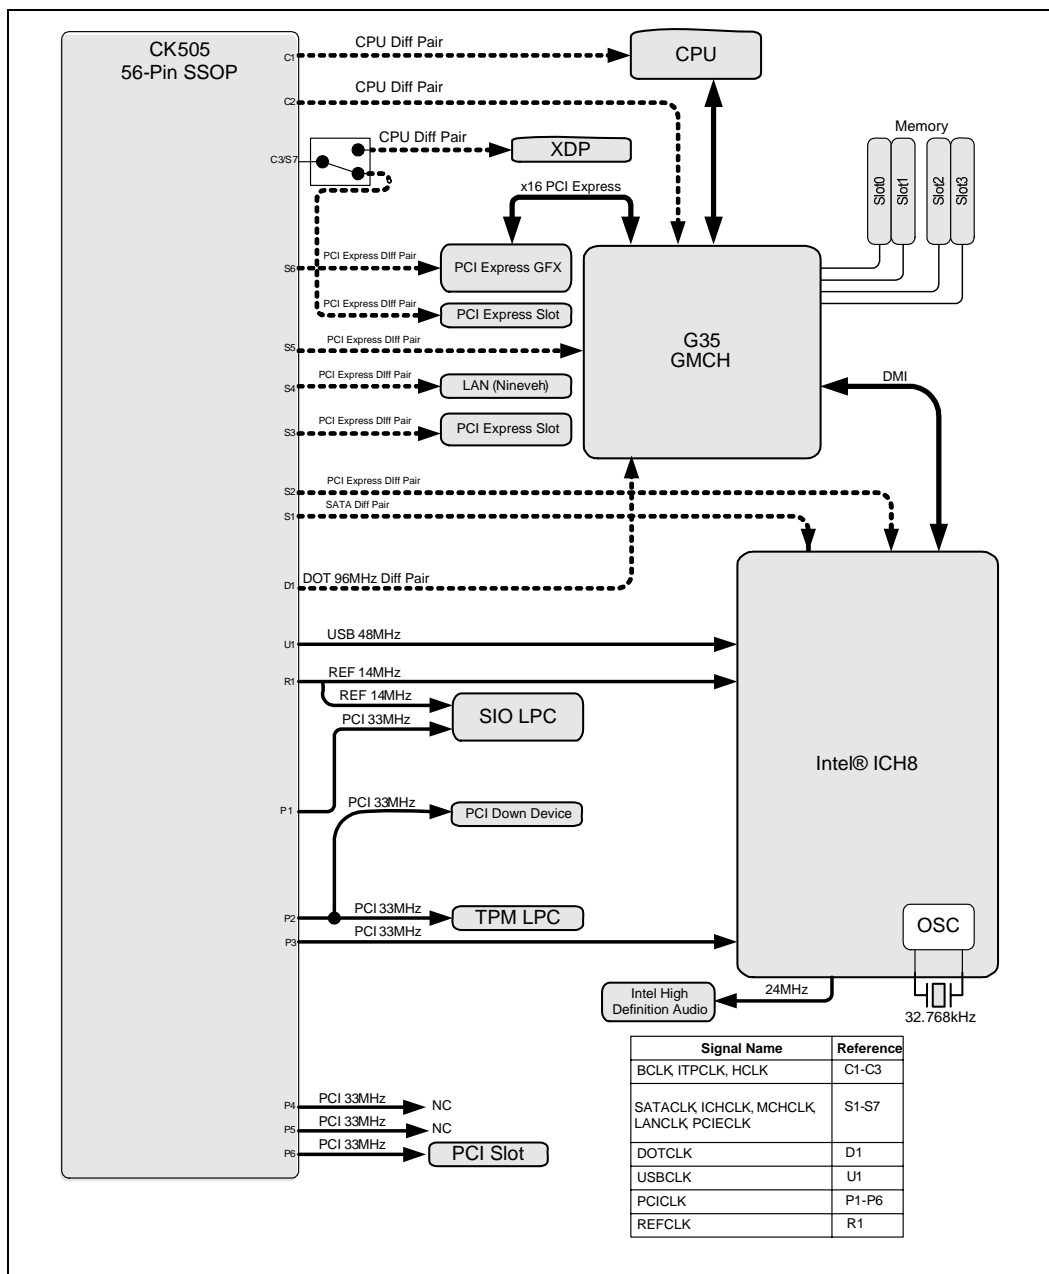 CK505
56-Pin SSOP
C1
CPU Diff Pair
CPU
C2
CPU Diff Pair
C3/S7
CPU Diff Pair
XDP
Memory
Slot0
Slot1
Slot2
Slot3
x16 PCI Express
S6
PCI Express DIff Pair
PCI Express GFX
PCI Express DIff Pair
PCI Express Slot
G35
GMCH
S5
PCI Express DIff Pair
S4
PCI Express DIff Pair
LAN (Nineveh)
DMI
S3
PCI Express DIff Pair
PCI Express Slot
S2
PCI Express DIff Pair
S1
SATA Diff Pair
D1
DOT 96MHz Diff Pair
U1
USB 48MHz
R1
REF 14MHz
REF 14MHz
SIO LPC
PCI 33MHz
Intel® ICH8
P1
PCI 33MHz
PCI Down Device
P2
PCI 33MHz
TPM LPC
P3
PCI 33MHz
OSC
32.768kHz
24MHz
Intel High
Definition Audio
Signal Name Reference
BCLK, ITPCLK, HCLK C1-C3
SATACLK, ICHCLK, MCHCLK, S1-S7
LANCLK, PCIECLK
DOTCLK D1
USBCLK U1
PCICLK P1-P6
REFCLK R1
P4
PCI 33MHz
NC
P5
PCI 33MHz
NC
P6
PCI 33MHz
PCI Slot